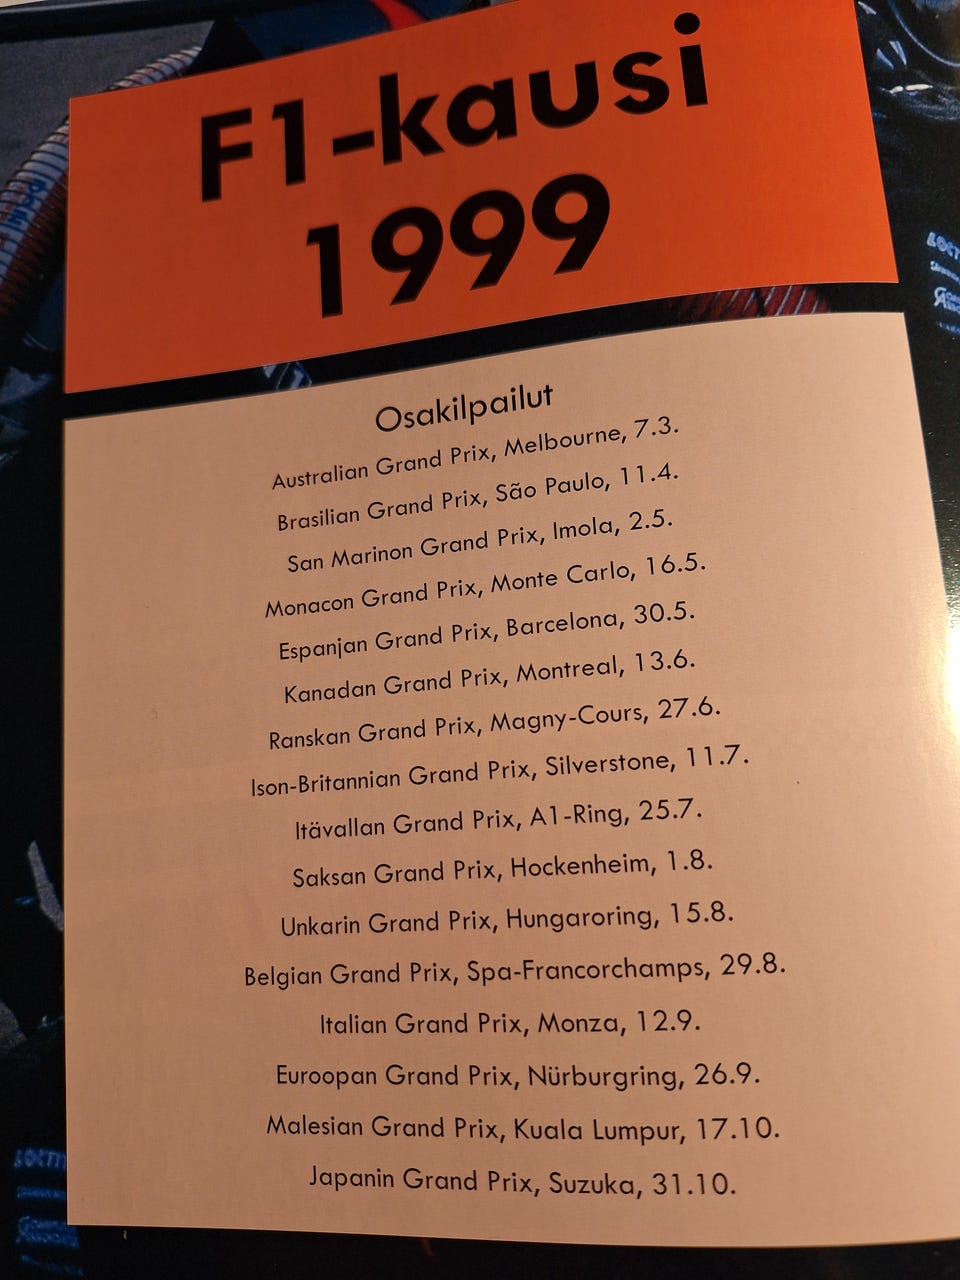 F1-kausi
1999
Osakilpailut
Australian Grand Prix, Melbourne, 7.3.
Brasilian Grand Prix, São Paulo, 11.4.
San Marinon Grand Prix, Imola, 2.5.
Monacon Grand Prix, Monte Carlo, 16.5.
Espanjan Grand Prix, Barcelona, 30.5.
Kanadan Grand Prix, Montreal, 13.6.
Ranskan Grand Prix, Magny-Cours, 27.6.
Ison-Britannian Grand Prix, Silverstone, 11.7.
Itävallan Grand Prix, A1-Ring, 25.7.
Saksan Grand Prix, Hockenheim, 1.8.
Unkarin Grand Prix, Hungaroring, 15.8.
Belgian Grand Prix, Spa-Francorchamps, 29.8.
Italian Grand Prix, Monza, 12.9.
Euroopan Grand Prix, Nürburgring, 26.9.
Malesian Grand Prix, Kuala Lumpur, 17.10.
Japanin Grand Prix, Suzuka, 31.10.